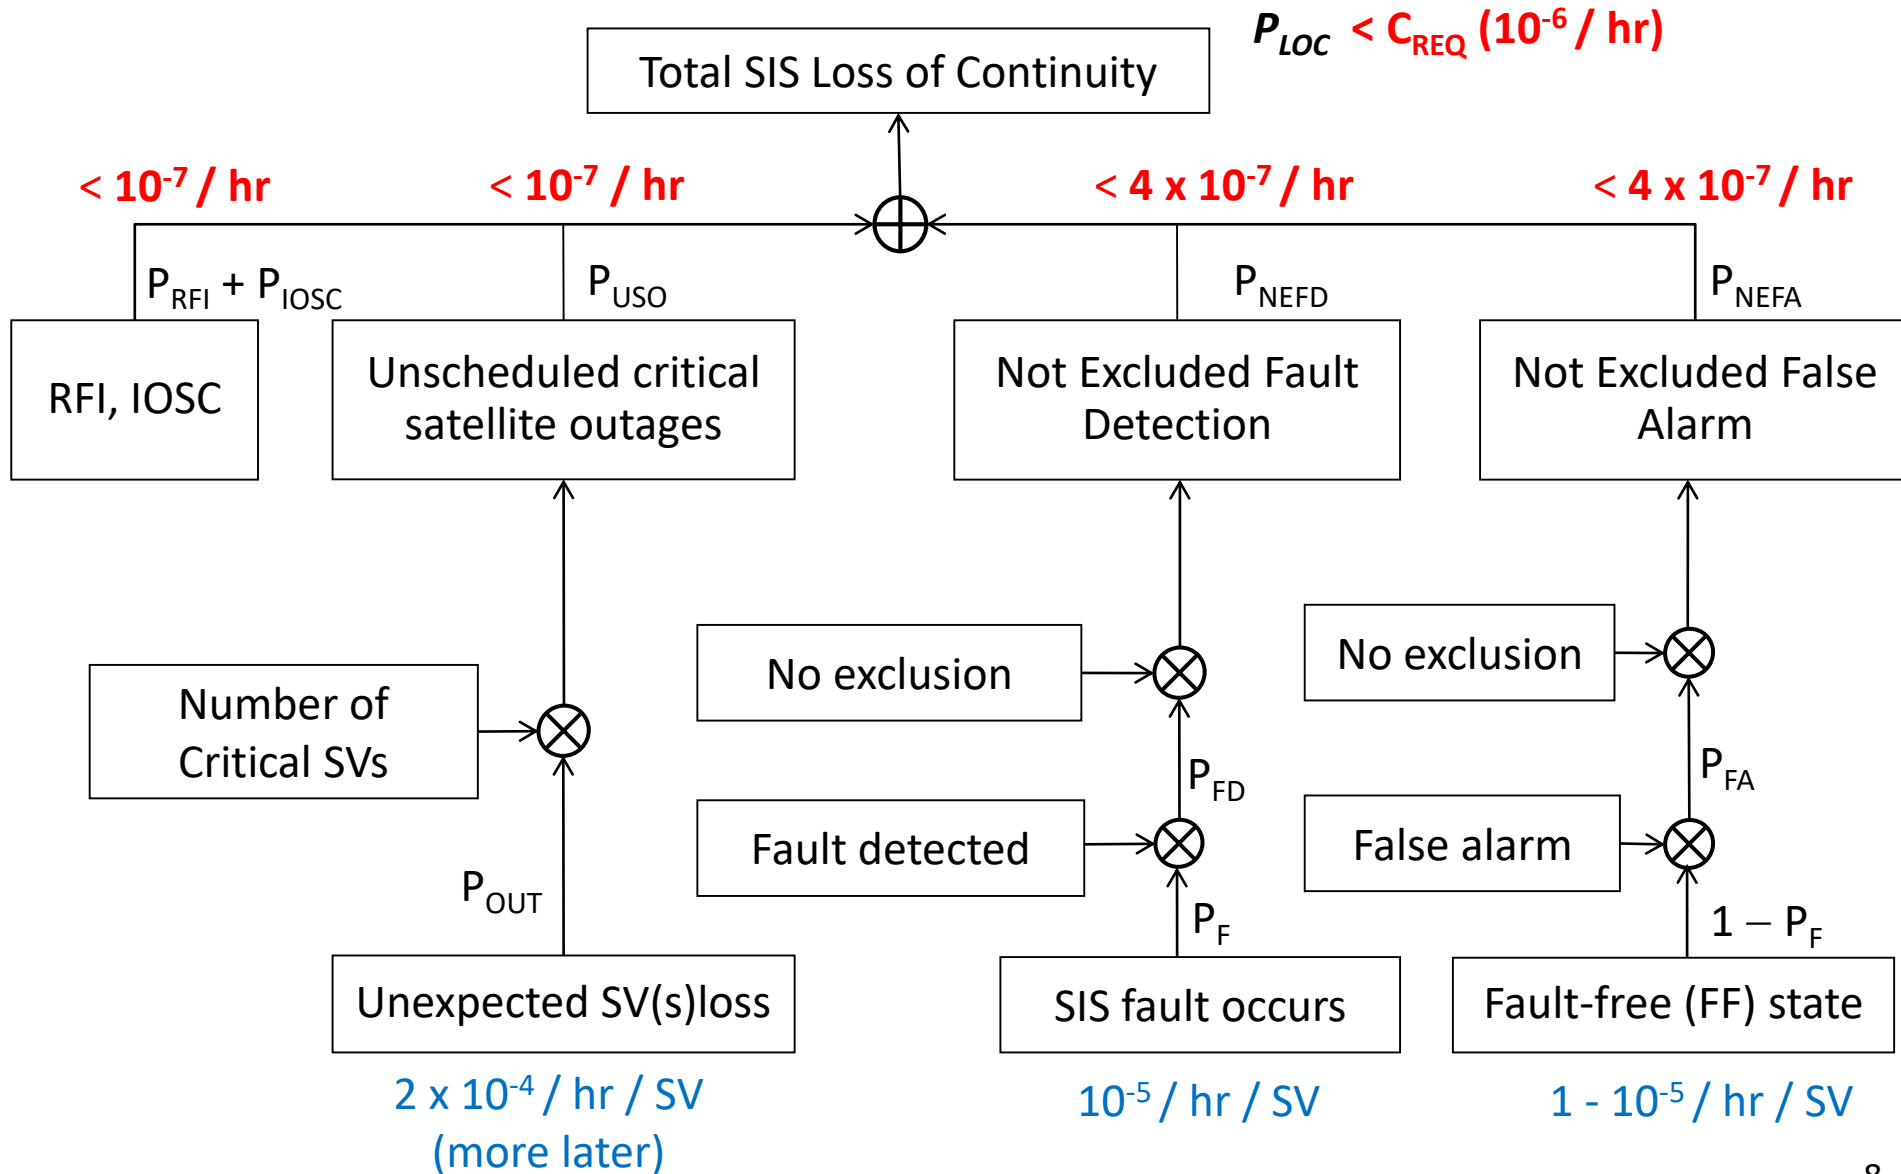 P_LOC < C_REQ (10^-6 / hr)
Total SIS Loss of Continuity
< 10^-7 / hr
< 10^-7 / hr
< 4 x 10^-7 / hr
< 4 x 10^-7 / hr
P_RFI + P_IOSC
P_USO
P_NEFD
P_NEFA
RFI, IOSC
Unscheduled critical
satellite outages
Not Excluded Fault
Detection
Not Excluded False
Alarm
No exclusion
No exclusion
Number of
Critical SVs
P_FD
P_FA
Fault detected
False alarm
P_OUT
P_F
1 – P_F
Unexpected SV(s)loss
SIS fault occurs
Fault-free (FF) state
2 x 10^-4 / hr / SV
(more later)
10^-5 / hr / SV
1 - 10^-5 / hr / SV
8